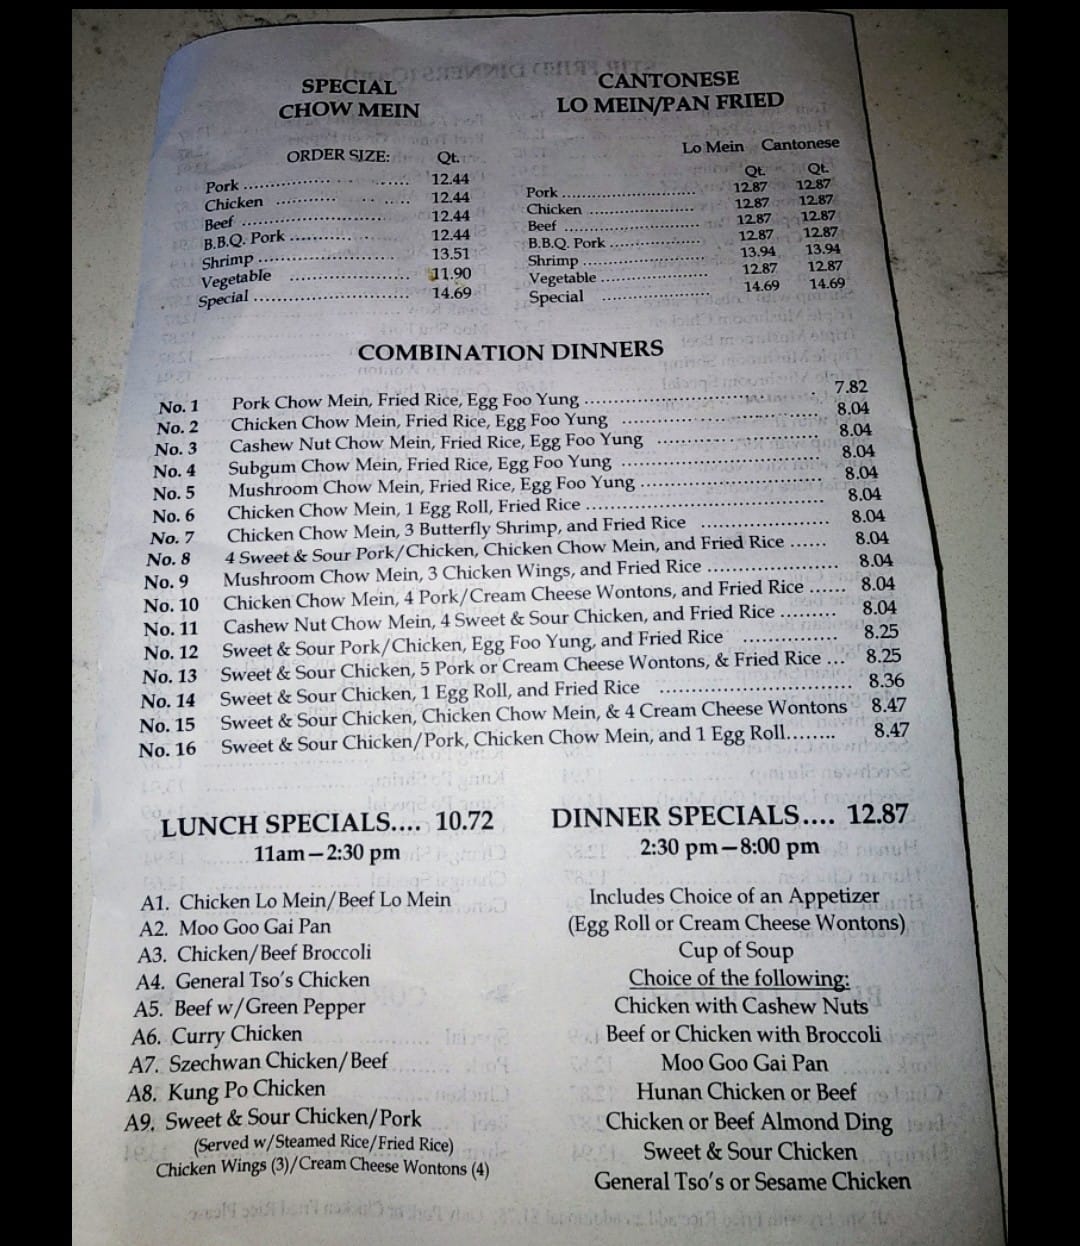 SPECIAL
CHOW MEIN
ORDER SIZE: Qt.
Pork .................... 12.44
Chicken .................... 12.44
Beef .................... 12.44
B.B.Q. Pork .................... 12.44
Shrimp .................... 13.51
Vegetable .................... 11.90
Special .................... 14.69
CANTONESE
LO MEIN/PAN FRIED
Lo Mein Cantonese
Qt. Qt.
Pork .................... 12.87 12.87
Chicken .................... 12.87 12.87
Beef .................... 12.87 12.87
B.B.Q. Pork .................... 12.87 12.87
Shrimp .................... 13.94 13.94
Vegetable .................... 12.87 12.87
Special .................... 14.69 14.69
COMBINATION DINNERS
No. 1 Pork Chow Mein, Fried Rice, Egg Foo Yung .................... 7.82
No. 2 Chicken Chow Mein, Fried Rice, Egg Foo Yung .................... 8.04
No. 3 Cashew Nut Chow Mein, Fried Rice, Egg Foo Yung .................... 8.04
No. 4 Subgum Chow Mein, Fried Rice, Egg Foo Yung .................... 8.04
No. 5 Mushroom Chow Mein, Fried Rice, Egg Foo Yung .................... 8.04
No. 6 Chicken Chow Mein, 1 Egg Roll, Fried Rice .................... 8.04
No. 7 Chicken Chow Mein, 3 Butterfly Shrimp, and Fried Rice .................... 8.04
No. 8 4 Sweet & Sour Pork/Chicken, Chicken Chow Mein, and Fried Rice ...... 8.04
No. 9 Mushroom Chow Mein, 3 Chicken Wings, and Fried Rice .................... 8.04
No. 10 Chicken Chow Mein, 4 Pork/Cream Cheese Wontons, and Fried Rice ...... 8.04
No. 11 Cashew Nut Chow Mein, 4 Sweet & Sour Chicken, and Fried Rice ......... 8.04
No. 12 Sweet & Sour Pork/Chicken, Egg Foo Yung, and Fried Rice ............... 8.25
No. 13 Sweet & Sour Chicken, 5 Pork or Cream Cheese Wontons, & Fried Rice ... 8.25
No. 14 Sweet & Sour Chicken, 1 Egg Roll, and Fried Rice .................... 8.36
No. 15 Sweet & Sour Chicken, Chicken Chow Mein, & 4 Cream Cheese Wontons 8.47
No. 16 Sweet & Sour Chicken/Pork, Chicken Chow Mein, and 1 Egg Roll........ 8.47
LUNCH SPECIALS.... 10.72
11am – 2:30 pm
A1. Chicken Lo Mein/Beef Lo Mein
A2. Moo Goo Gai Pan
A3. Chicken/Beef Broccoli
A4. General Tso's Chicken
A5. Beef w/Green Pepper
A6. Curry Chicken
A7. Szechwan Chicken/Beef
A8. Kung Po Chicken
A9. Sweet & Sour Chicken/Pork
(Served w/Steamed Rice/Fried Rice)
Chicken Wings (3)/Cream Cheese Wontons (4)
DINNER SPECIALS.... 12.87
2:30 pm – 8:00 pm
Includes Choice of an Appetizer
(Egg Roll or Cream Cheese Wontons)
Cup of Soup
Choice of the following:
Chicken with Cashew Nuts
Beef or Chicken with Broccoli
Moo Goo Gai Pan
Hunan Chicken or Beef
Chicken or Beef Almond Ding
Sweet & Sour Chicken
General Tso's or Sesame Chicken